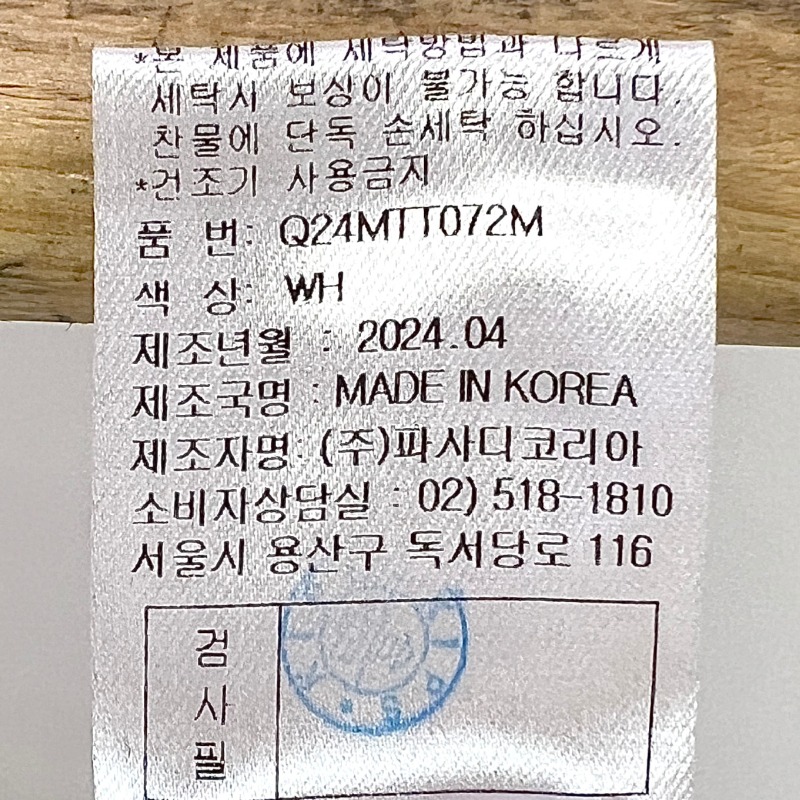 *본 제품에 세탁방법과 다르게
세탁시 보상이 불가능 합니다.
찬물에 단독 손세탁 하십시오.
*건조기 사용금지
품 번: Q24MTT072M
색 상: WH
제조년월 : 2024.04
제조국명 : MADE IN KOREA
제조자명: (주)파사디코리아
소비자상담실 : 02) 518-1810
서울시 용산구 독서당로 116
검
사
필